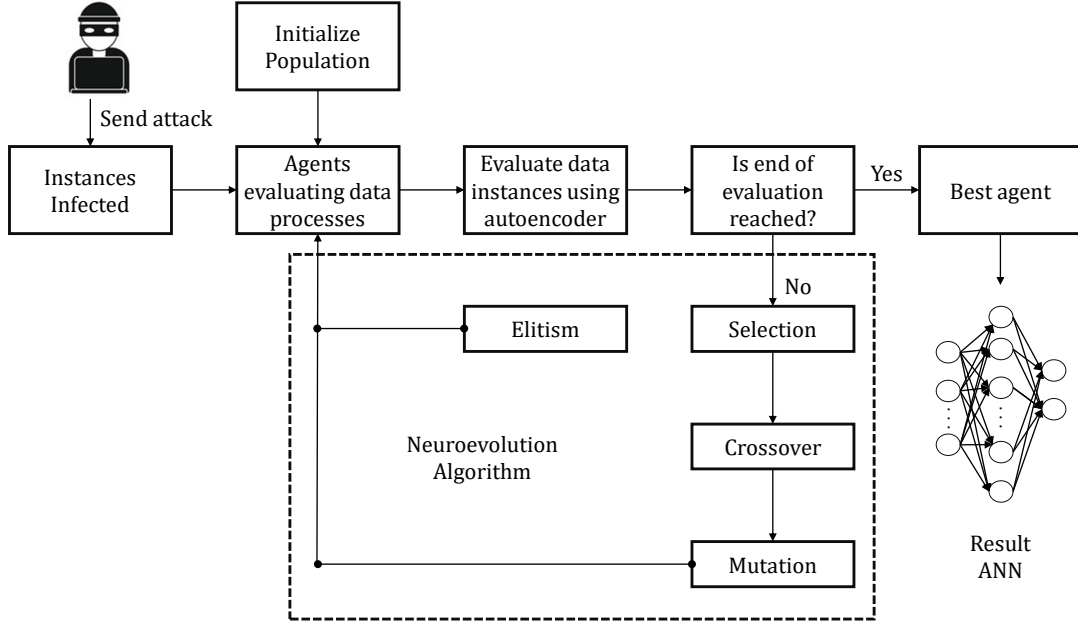 Initialize
Population
Send attack
Instances
Infected
Agents
evaluating data
processes
Evaluate data
instances using
autoencoder
Is end of
evaluation
reached?
Yes
Best agent
No
Elitism
Selection
Neuroevolution
Algorithm
Crossover
Mutation
Result
ANN